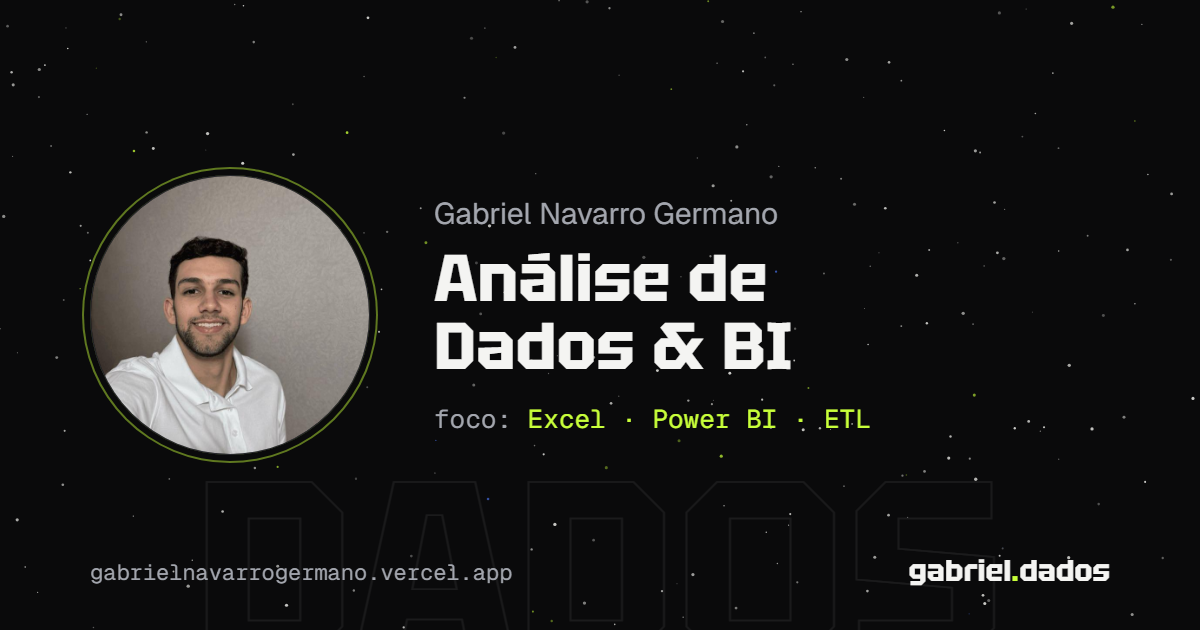 Gabriel Navarro Germano
Análise de
Dados & BI
foco: Excel · Power BI · ETL
DADOS
gabrielnavarrogermano.vercel.app
gabriel.dados